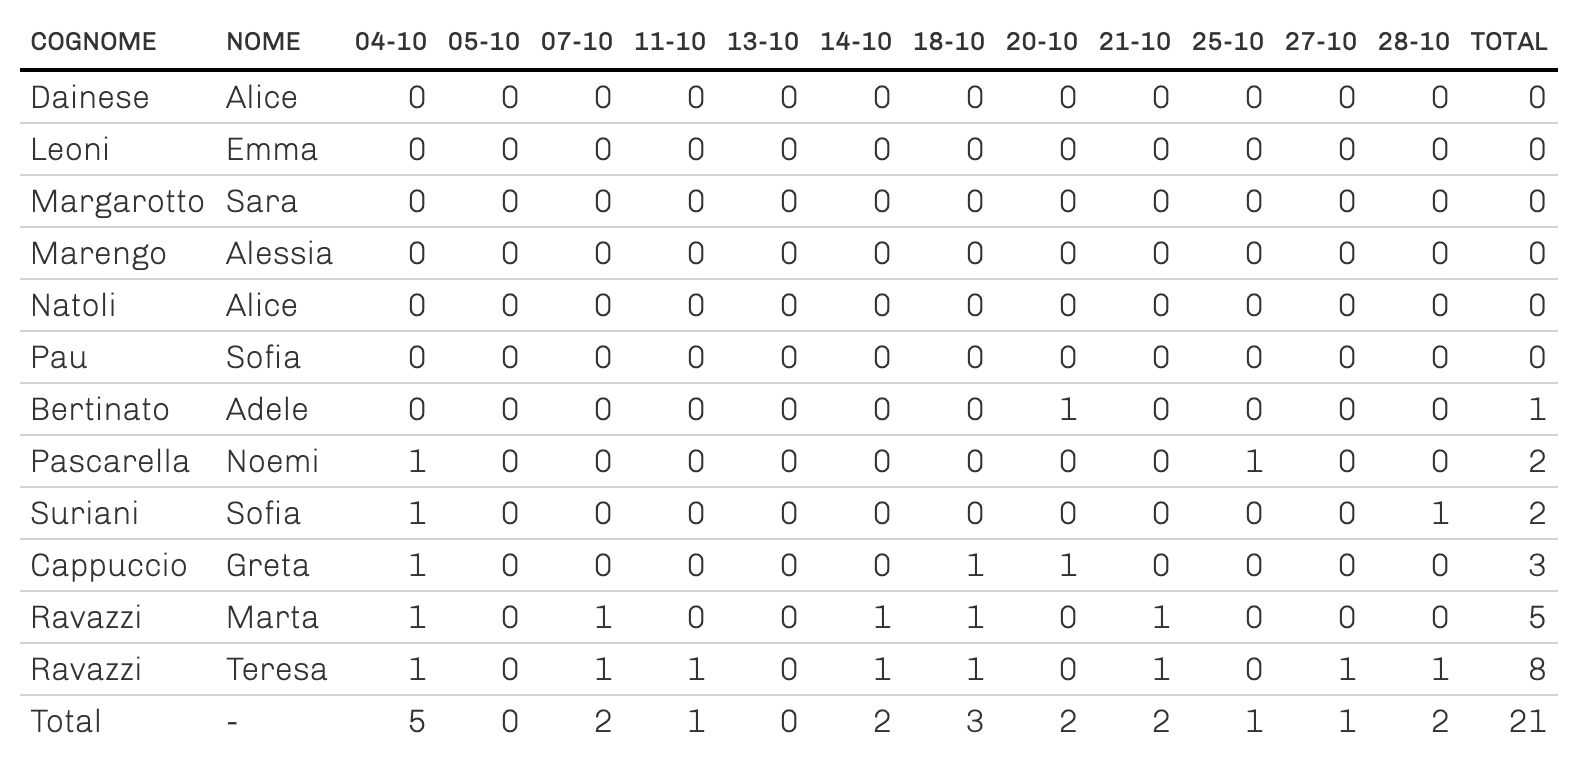 COGNOME NOME 04-10 05-10 07-10 11-10 13-10 14-10 18-10 20-10 21-10 25-10 27-10 28-10 TOTAL
Dainese Alice 0 0 0 0 0 0 0 0 0 0 0 0 0
Leoni Emma 0 0 0 0 0 0 0 0 0 0 0 0 0
Margarotto Sara 0 0 0 0 0 0 0 0 0 0 0 0 0
Marengo Alessia 0 0 0 0 0 0 0 0 0 0 0 0 0
Natoli Alice 0 0 0 0 0 0 0 0 0 0 0 0 0
Pau Sofia 0 0 0 0 0 0 0 0 0 0 0 0 0
Bertinato Adele 0 0 0 0 0 0 0 1 0 0 0 0 1
Pascarella Noemi 1 0 0 0 0 0 0 0 0 1 0 0 2
Suriani Sofia 1 0 0 0 0 0 0 0 0 0 0 1 2
Cappuccio Greta 1 0 0 0 0 0 1 1 0 0 0 0 3
Ravazzi Marta 1 0 1 0 0 1 1 0 1 0 0 0 5
Ravazzi Teresa 1 0 1 1 0 1 1 0 1 0 1 1 8
Total - 5 0 2 1 0 2 3 2 2 1 1 2 21